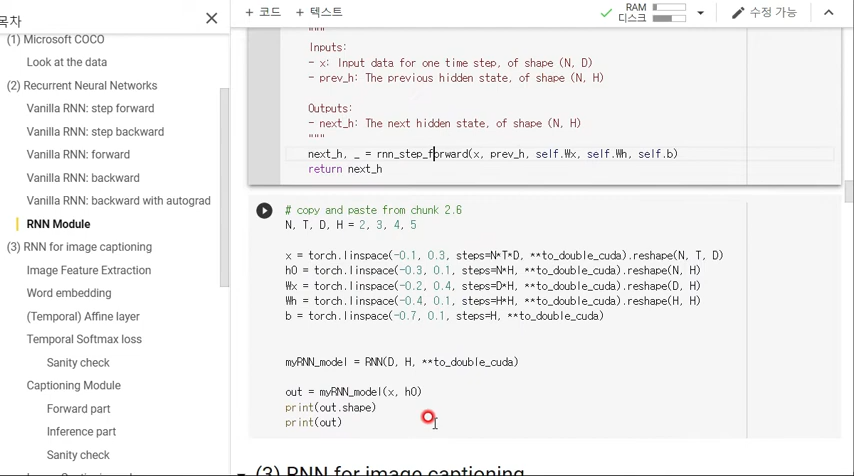 목차
(1) Microsoft COCO
Look at the data
(2) Recurrent Neural Networks
Vanilla RNN: step forward
Vanilla RNN: step backward
Vanilla RNN: forward
Vanilla RNN: backward
Vanilla RNN: backward with autograd
RNN Module
(3) RNN for image captioning
Image Feature Extraction
Word embedding
(Temporal) Affine layer
Temporal Softmax loss
Sanity check
Captioning Module
Forward part
Inference part
Sanity check
+ 코드 + 텍스트
RAM
디스크
수정 가능
"""
Inputs:
- x: Input data for one time step, of shape (N, D)
- prev_h: The previous hidden state, of shape (N, H)
Outputs:
- next_h: The next hidden state, of shape (N, H)
"""
next_h, _ = rnn_step_forward(x, prev_h, self.Wx, self.Wh, self.b)
return next_h
# copy and paste from chunk 2.6
N, T, D, H = 2, 3, 4, 5
x = torch.linspace(-0.1, 0.3, steps=N*T*D, **to_double_cuda).reshape(N, T, D)
h0 = torch.linspace(-0.3, 0.1, steps=N*H, **to_double_cuda).reshape(N, H)
Wx = torch.linspace(-0.2, 0.4, steps=D*H, **to_double_cuda).reshape(D, H)
Wh = torch.linspace(-0.4, 0.1, steps=H*H, **to_double_cuda).reshape(H, H)
b = torch.linspace(-0.7, 0.1, steps=H, **to_double_cuda)
myRNN_model = RNN(D, H, **to_double_cuda)
out = myRNN_model(x, h0)
print(out.shape)
print(out)
(3) RNN for image captioning